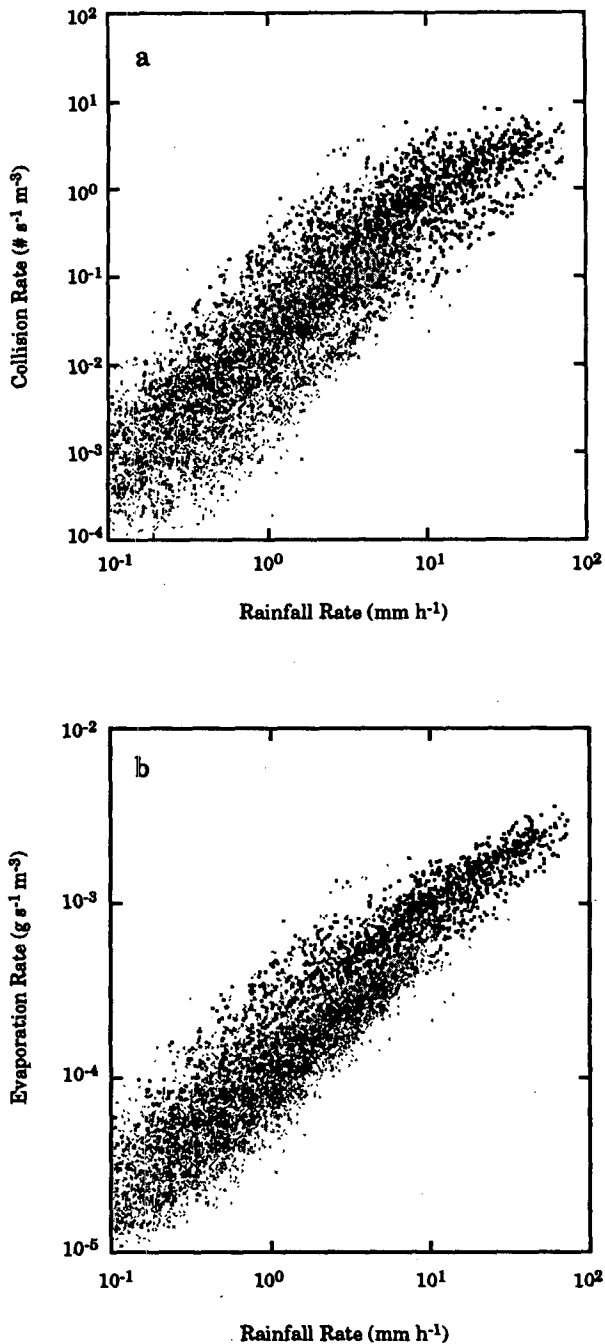 10²
a
10¹
10⁰
10⁻¹
10⁻²
10⁻³
10⁻⁴
Collision Rate (# s⁻¹ m⁻³)
10⁻¹ 10⁰ 10¹ 10²
Rainfall Rate (mm h⁻¹)
10⁻²
b
10⁻³
10⁻⁴
10⁻⁵
Evaporation Rate (g s⁻¹ m⁻³)
10⁻¹ 10⁰ 10¹ 10²
Rainfall Rate (mm h⁻¹)